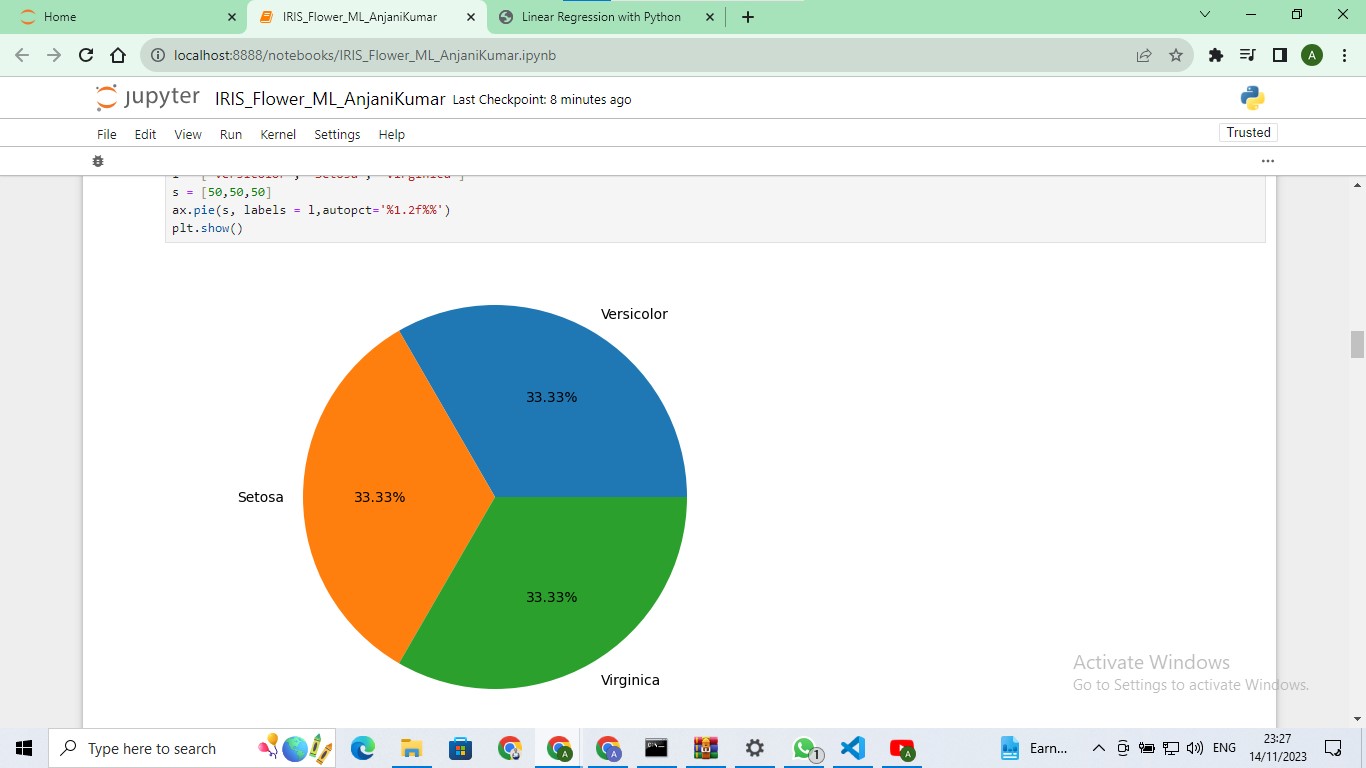 Home
IRIS_Flower_ML_AnjaniKumar
Linear Regression with Python
localhost:8888/notebooks/IRIS_Flower_ML_AnjaniKumar.ipynb
A
jupyter IRIS_Flower_ML_AnjaniKumar Last Checkpoint: 8 minutes ago
File Edit View Run Kernel Settings Help
Trusted
s = [50,50,50]
ax.pie(s, labels = l,autopct='%1.2f%%')
plt.show()
Versicolor
33.33%
Setosa
33.33%
33.33%
Virginica
Activate Windows
Go to Settings to activate Windows.
Type here to search
A
A
1
A
Earn...
ENG
23:27
14/11/2023